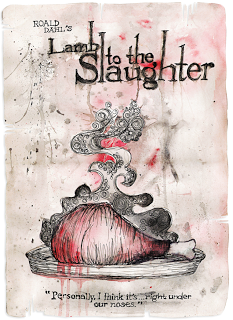 ROALD
DAHL'S
Lamb to the
Slaughter
"Personally, I think it's...right under
our noses."